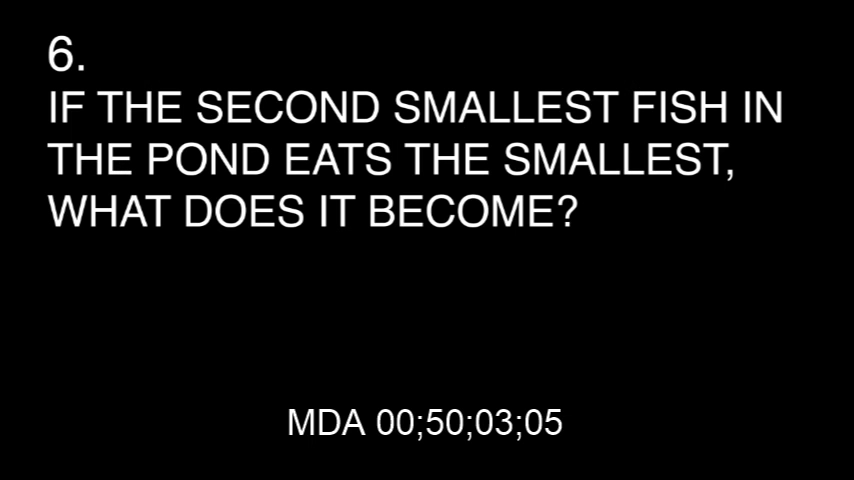 6.
IF THE SECOND SMALLEST FISH IN
THE POND EATS THE SMALLEST,
WHAT DOES IT BECOME?
MDA 00;50;03;05